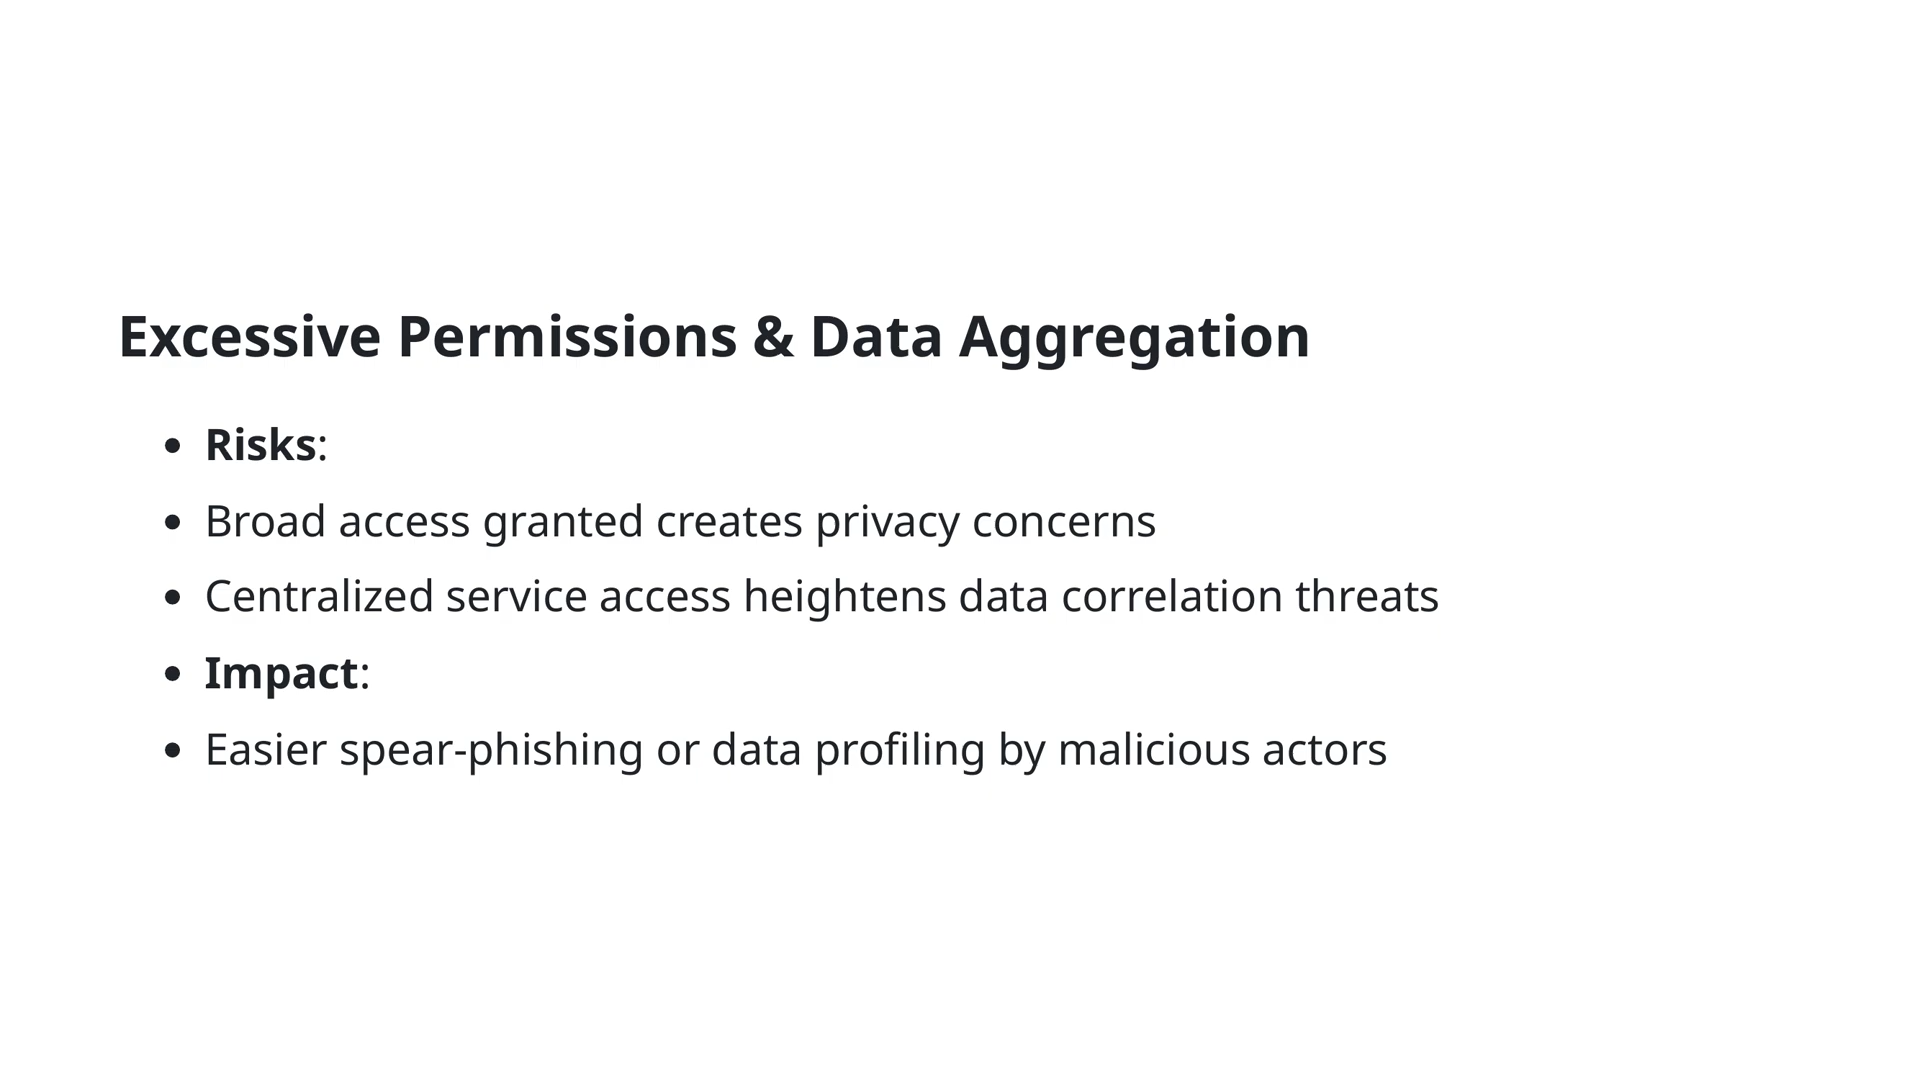 Excessive Permissions & Data Aggregation
• Risks:
• Broad access granted creates privacy concerns
• Centralized service access heightens data correlation threats
• Impact:
• Easier spear-phishing or data profiling by malicious actors